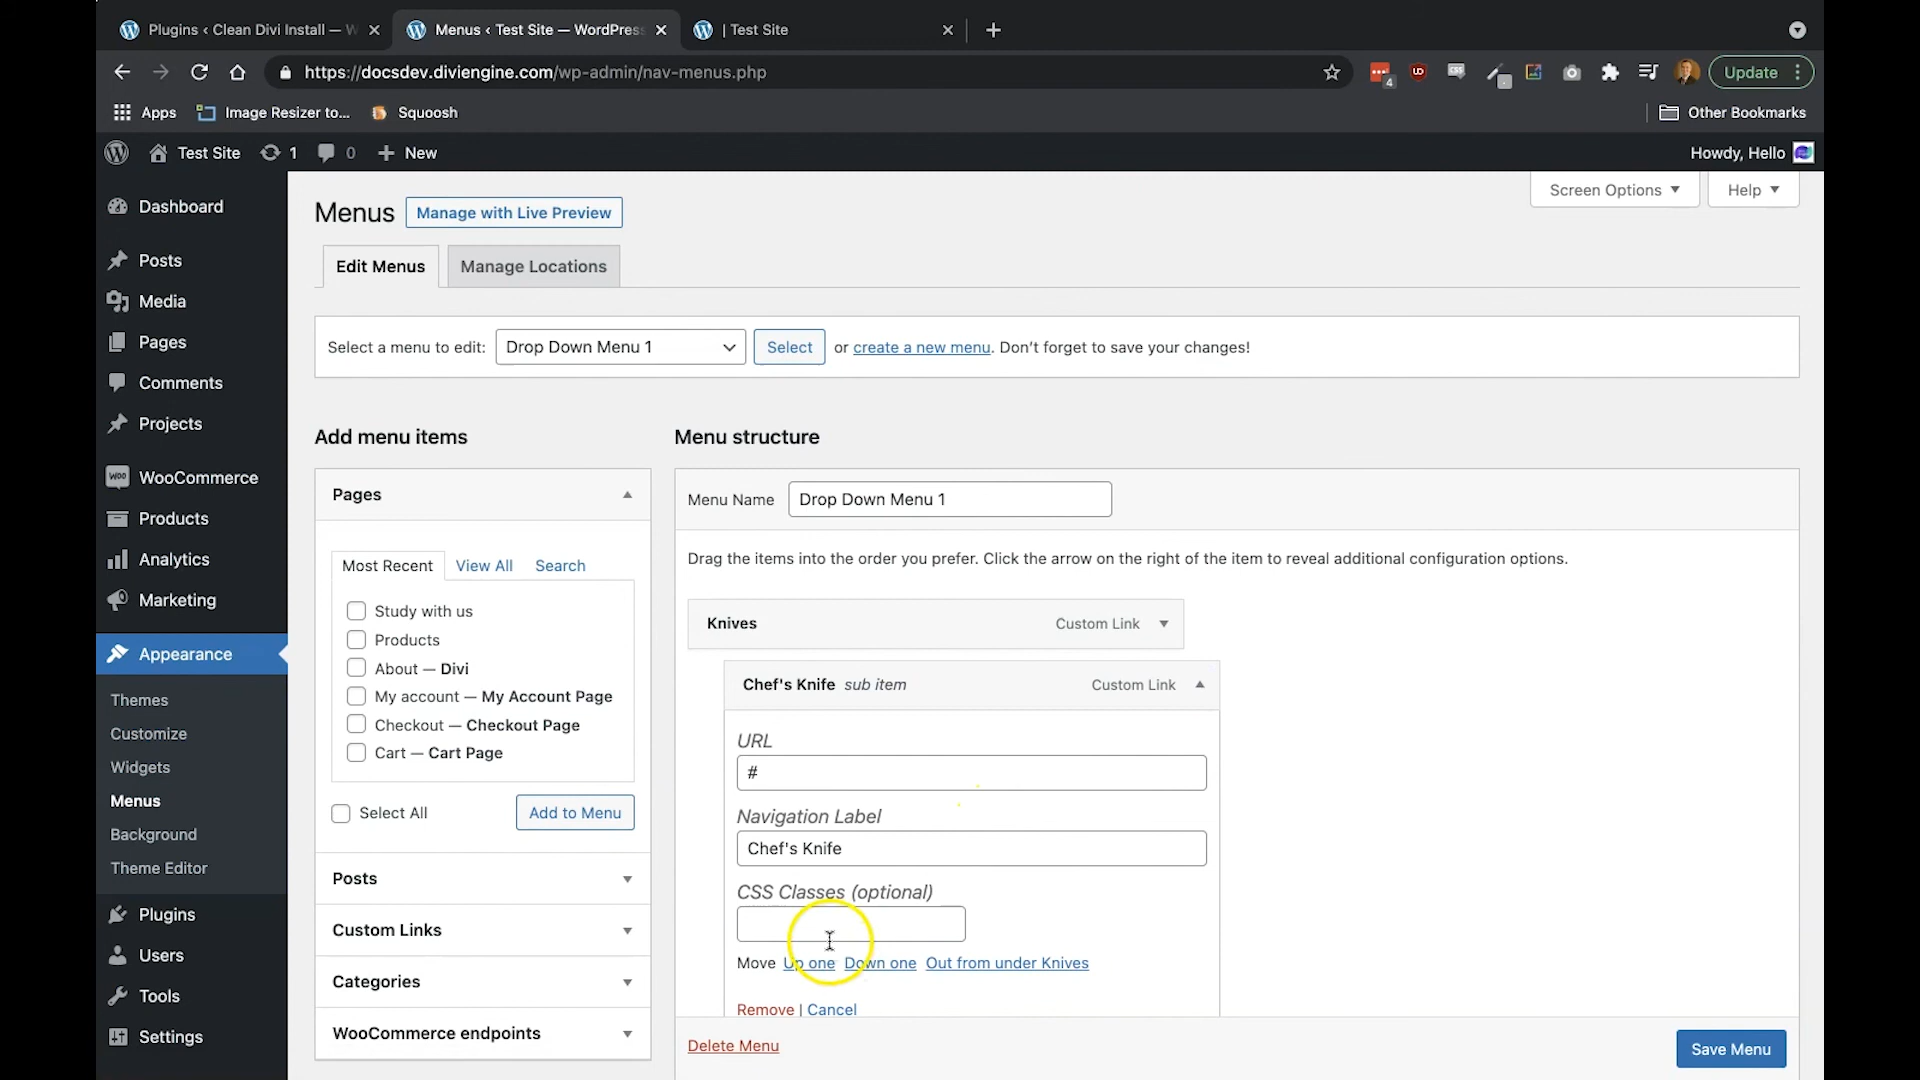 Plugins ‹ Clean Divi Install — W
Menus ‹ Test Site — WordPress
| Test Site
https://docsdev.diviengine.com/wp-admin/nav-menus.php
4
Update
Apps
Image Resizer to...
Squoosh
Other Bookmarks
Test Site
1
0
New
Howdy, Hello
Dashboard
Posts
Media
Pages
Comments
Projects
WooCommerce
Products
Analytics
Marketing
Appearance
Themes
Customize
Widgets
Menus
Background
Theme Editor
Plugins
Users
Tools
Settings
Screen Options
Help
Menus
Manage with Live Preview
Edit Menus
Manage Locations
Select a menu to edit: Drop Down Menu 1 Select or create a new menu. Don't forget to save your changes!
Add menu items
Pages
Most Recent View All Search
Study with us
Products
About — Divi
My account — My Account Page
Checkout — Checkout Page
Cart — Cart Page
Select All
Add to Menu
Posts
Custom Links
Categories
WooCommerce endpoints
Menu structure
Menu Name Drop Down Menu 1
Drag the items into the order you prefer. Click the arrow on the right of the item to reveal additional configuration options.
Knives Custom Link
Chef's Knife sub item Custom Link
URL
#
Navigation Label
Chef's Knife
CSS Classes (optional)
Move Up one Down one Out from under Knives
Remove | Cancel
Delete Menu
Save Menu